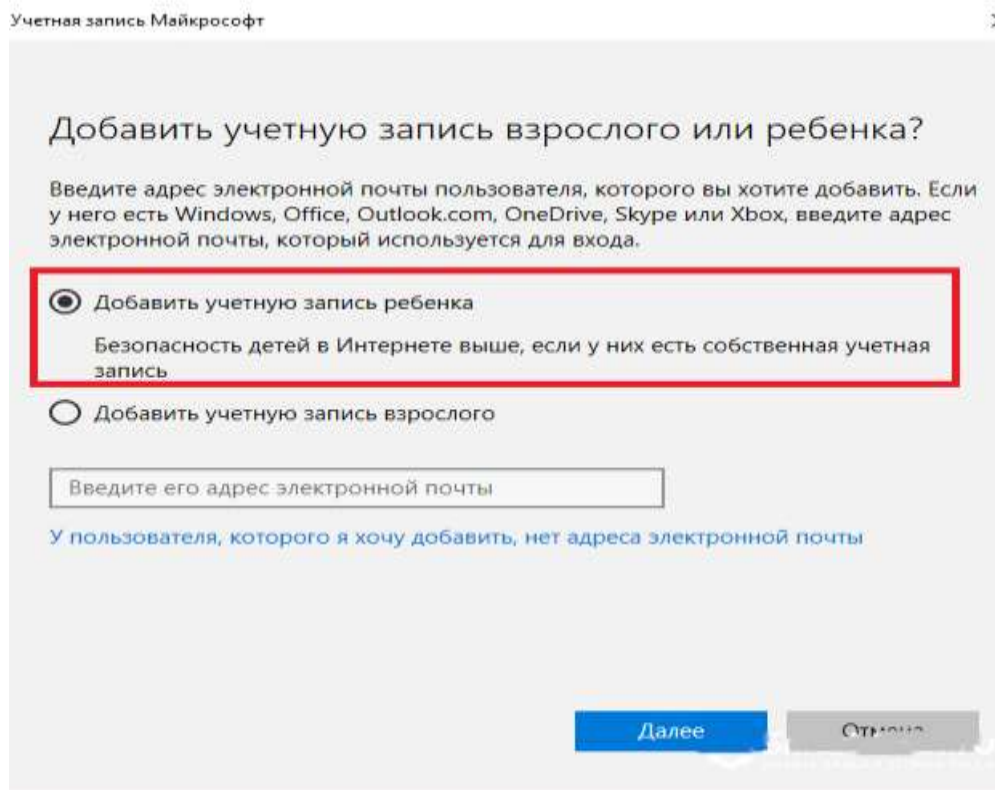 Учетная запись Майкрософт
Добавить учетную запись взрослого или ребенка?
Введите адрес электронной почты пользователя, которого вы хотите добавить. Если
у него есть Windows, Office, Outlook.com, OneDrive, Skype или Xbox, введите адрес
электронной почты, который используется для входа.
Добавить учетную запись ребенка
Безопасность детей в Интернете выше, если у них есть собственная учетная
запись
Добавить учетную запись взрослого
Введите его адрес электронной почты
У пользователя, которого я хочу добавить, нет адреса электронной почты
Далее